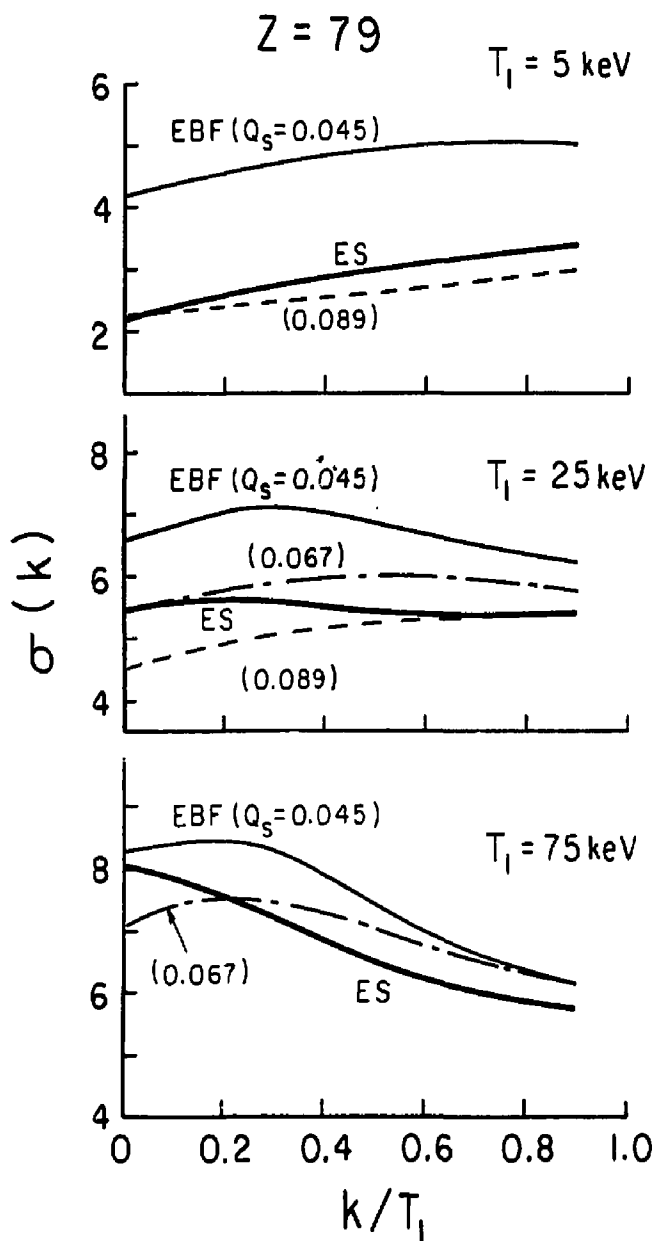 Z = 79
T₁ = 5 keV
6
EBF (Qₛ=0.045)
4
ES
(0.089)
2
8
EBF (Qₛ=0.045)
T₁ = 25 keV
(0.067)
6
ES
(0.089)
4
σ (k)
EBF (Qₛ=0.045)
T₁ = 75 keV
8
(0.067)
ES
6
4
0 0.2 0.4 0.6 0.8 1.0
k/T₁